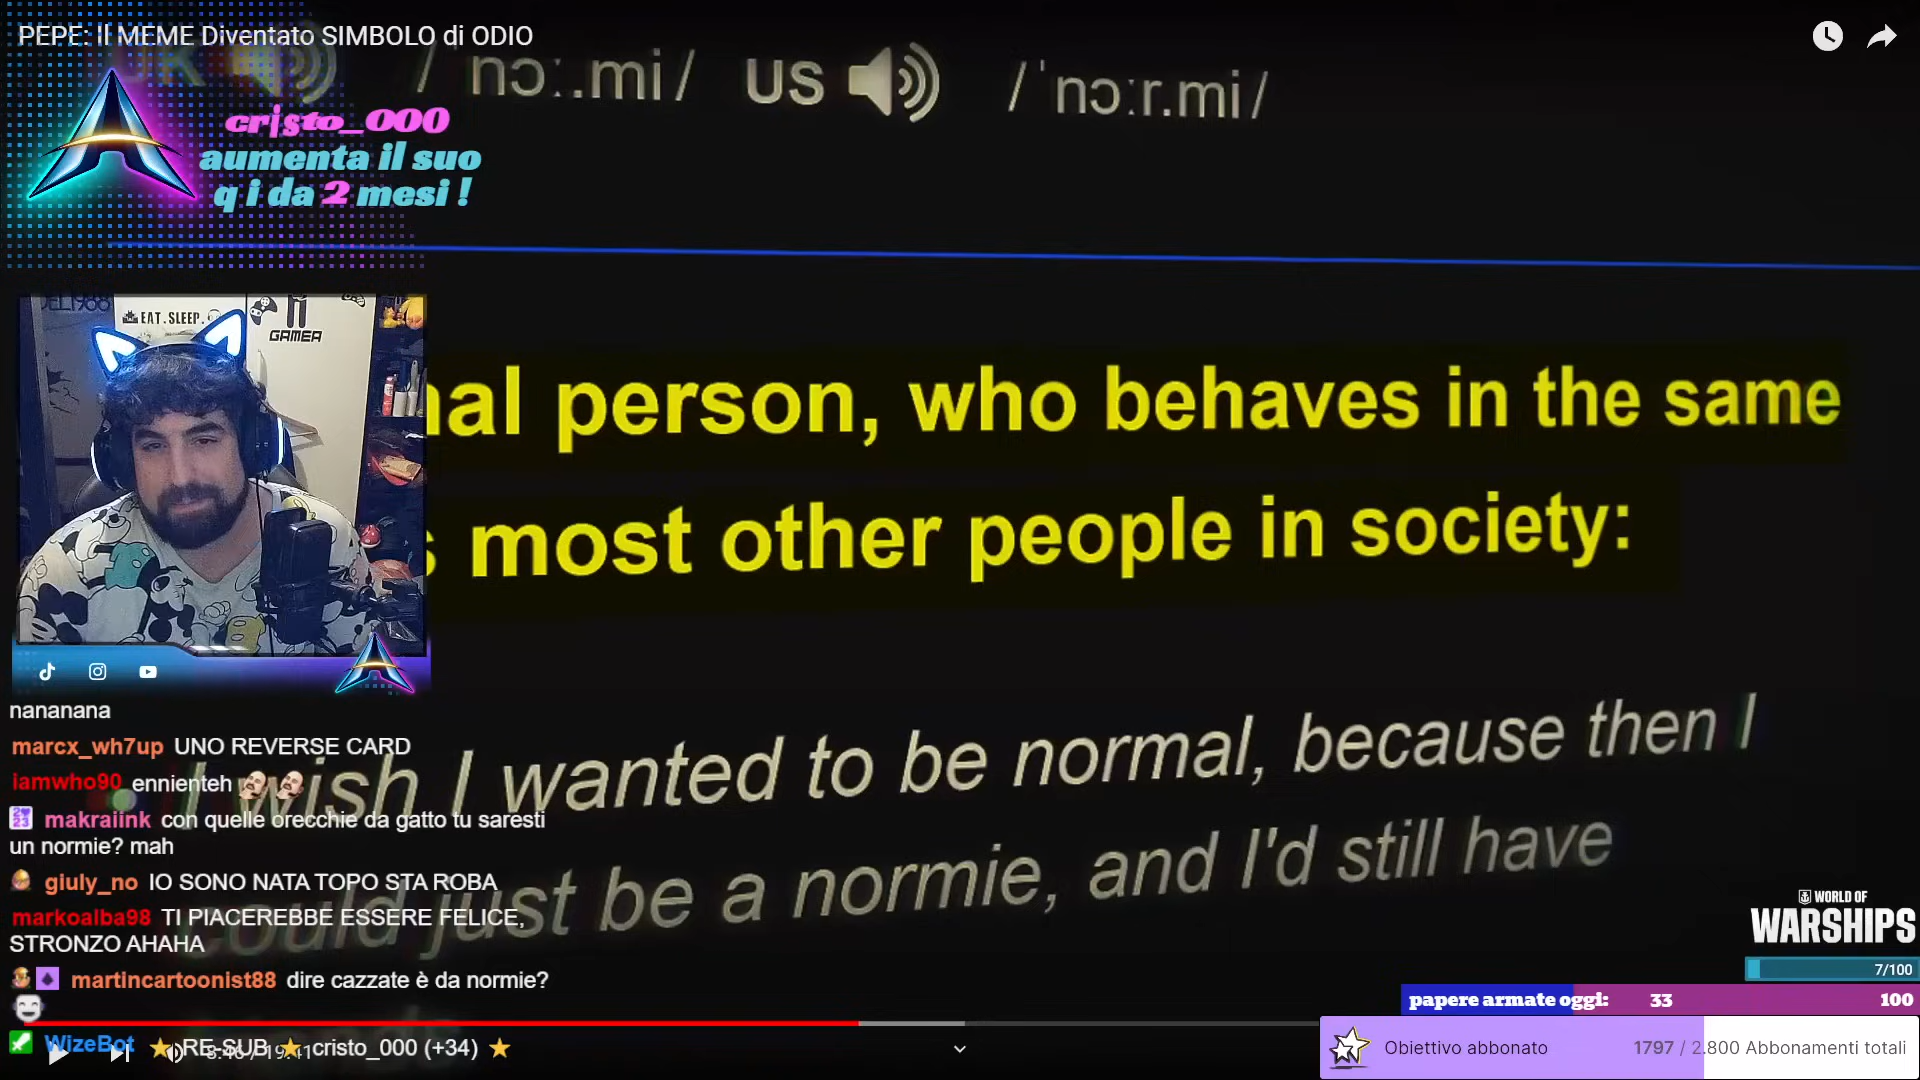 PEPE: Il MEME Diventato SIMBOLO di ODIO
/ˈnɔː.mi/ US /ˈnɔːr.mi/
cristo_000
aumenta il suo
q i da 2 mesi !
EAT.SLEEP.
GAMER
nal person, who behaves in the same
s most other people in society:
nananana
marcx_wh7up UNO REVERSE CARD
iamwho90 ennienteh
makraiink con quelle orecchie da gatto tu saresti
un normie? mah
giuly_no IO SONO NATA TOPO STA ROBA
markoalba98 TI PIACEREBBE ESSERE FELICE,
STRONZO AHAHA
martincartoonist88 dire cazzate è da normie?
WizeBot RE-SUB cristo_000 (+34)
I wish I wanted to be normal, because then I
could just be a normie, and I'd still have
friends
WORLD OF
WARSHIPS
7/100
papere armate oggi: 33 100
Obiettivo abbonato 1797 / 2.800 Abbonamenti totali